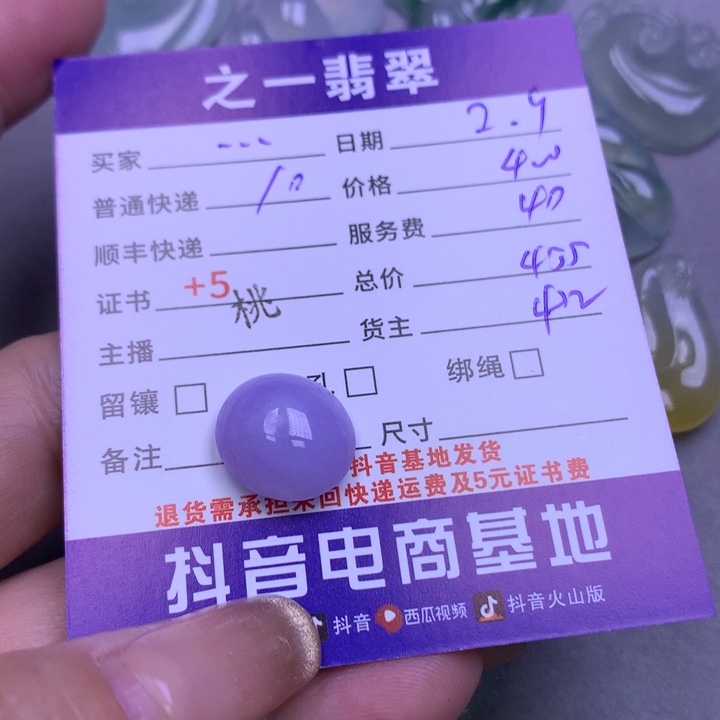 之一翡翠
买家 --- 日期 2.9
普通快递 10 价格 400
顺丰快递 服务费 40
证书 +5 总价 455
主播 桃 货主 422
留镶 □ 孔 □ 绑绳 □
备注 尺寸
抖音基地发货
退货需承担来回快递运费及5元证书费
抖音电商基地
抖音 西瓜视频 抖音火山版